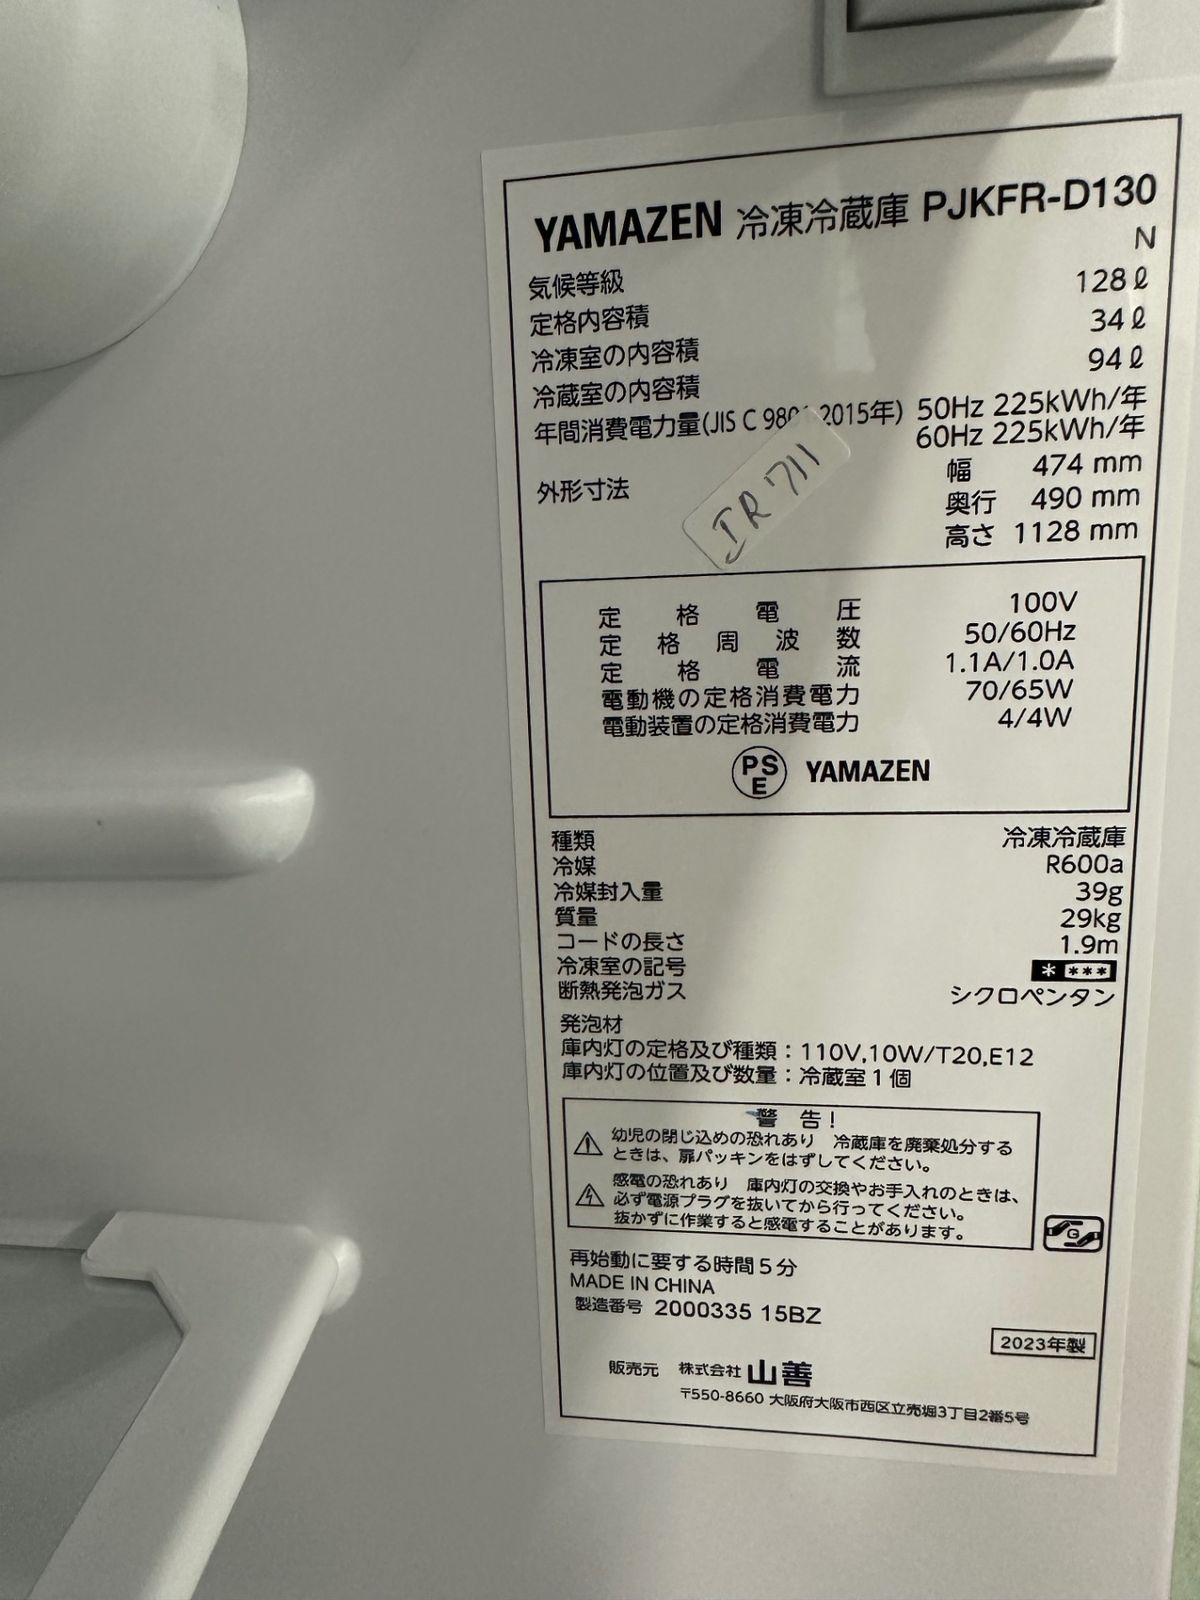 YAMAZEN 冷凍冷蔵庫 PJKFR-D130
気候等級 N
定格内容積 128ℓ
冷凍室の内容積 34ℓ
冷蔵室の内容積 94ℓ
年間消費電力量(JIS C 9801 2015年) 50Hz 225kWh/年
60Hz 225kWh/年
外形寸法 幅 474 mm
奥行 490 mm
高さ 1128 mm
IR'711
定格電圧 100V
定格周波数 50/60Hz
定格電流 1.1A/1.0A
電動機の定格消費電力 70/65W
電動装置の定格消費電力 4/4W
PSE YAMAZEN
種類 冷凍冷蔵庫
冷媒 R600a
冷媒封入量 39g
質量 29kg
コードの長さ 1.9m
冷凍室の記号 * ***
断熱発泡ガス シクロペンタン
発泡材
庫内灯の定格及び種類：110V,10W/T20,E12
庫内灯の位置及び数量：冷蔵室1個
警 告！
幼児の閉じ込めの恐れあり 冷蔵庫を廃棄処分する
ときは、扉パッキンをはずしてください。
感電の恐れあり 庫内灯の交換やお手入れのときは、
必ず電源プラグを抜いてから行ってください。
抜かずに作業すると感電することがあります。
G
再始動に要する時間5分
MADE IN CHINA
製造番号 2000335 15BZ
2023年製
販売元 株式会社 山善
〒550-8660 大阪府大阪市西区立売堀3丁目2番5号